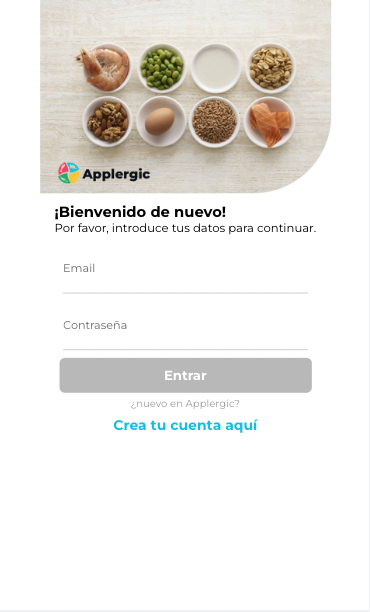 Applergic
¡Bienvenido de nuevo!
Por favor, introduce tus datos para continuar.
Email
Contraseña
Entrar
¿nuevo en Applergic?
Crea tu cuenta aquí